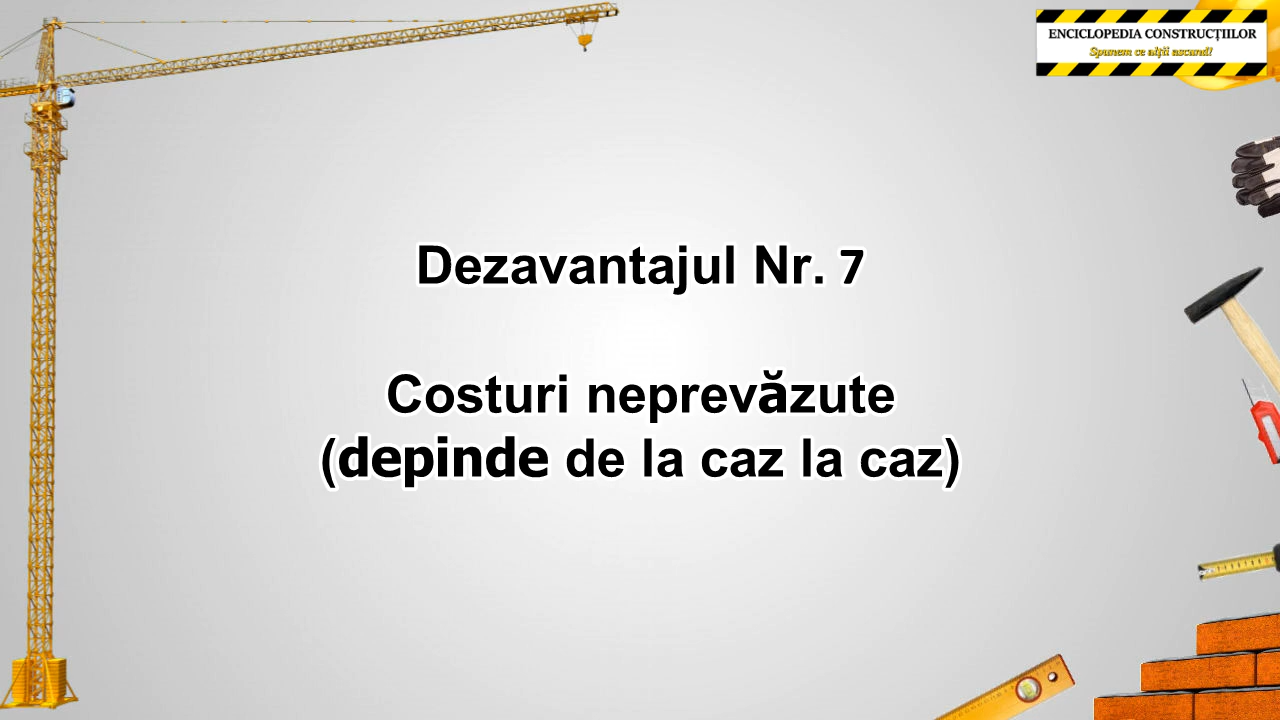 ENCICLOPEDIA CONSTRUCȚIILOR
Spunem ce alții ascund!
Dezavantajul Nr. 7
Costuri neprevăzute
(depinde de la caz la caz)